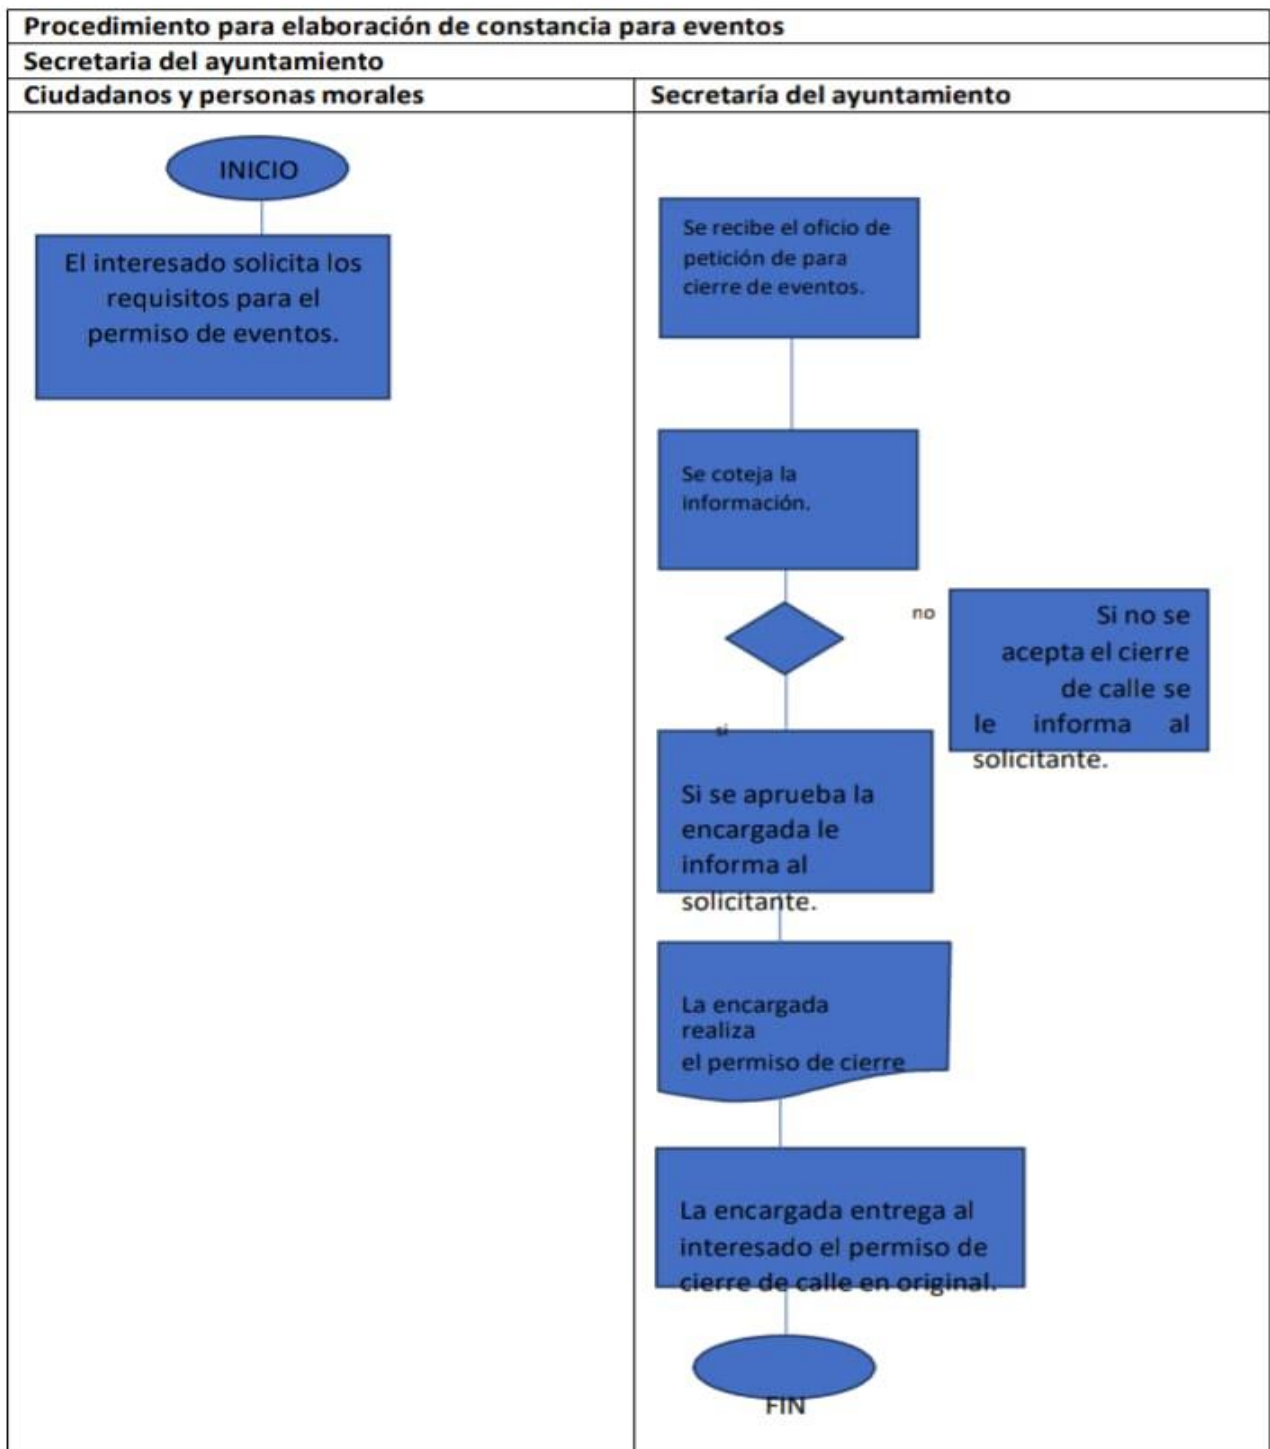 Procedimiento para elaboración de constancia para eventos
Secretaria del ayuntamiento
Ciudadanos y personas morales
Secretaría del ayuntamiento
INICIO
El interesado solicita los
requisitos para el
permiso de eventos.
Se recibe el oficio de
petición de para
cierre de eventos.
Se coteja la
información.
no
Si no se
acepta el cierre
de calle se
le informa al
solicitante.
si
Si se aprueba la
encargada le
informa al
solicitante.
La encargada
realiza
el permiso de cierre
La encargada entrega al
interesado el permiso de
cierre de calle en original.
FIN